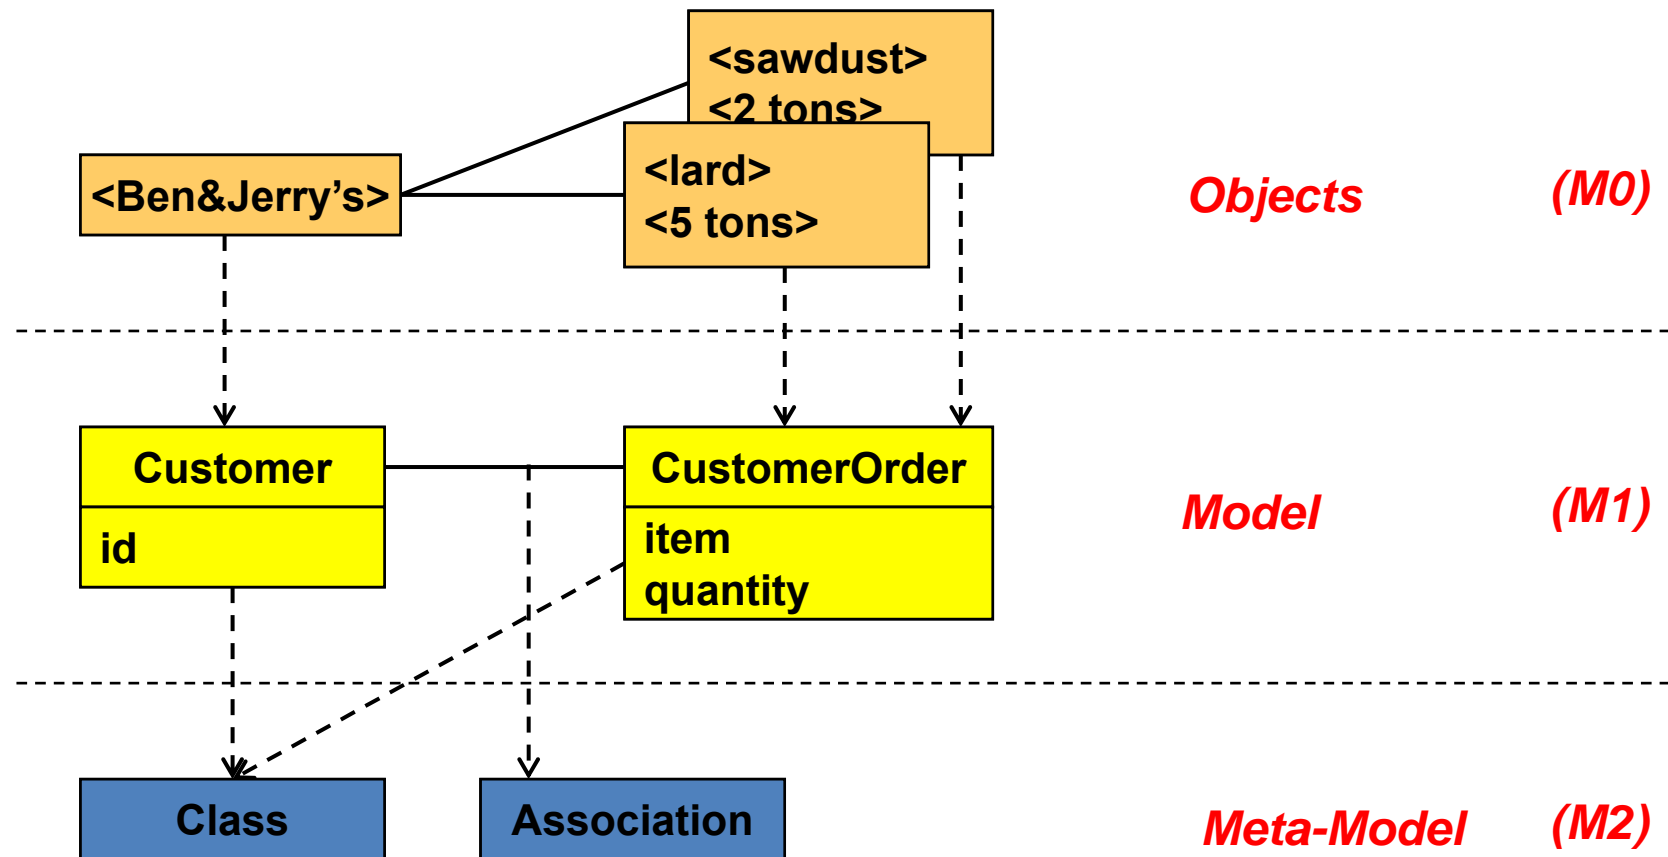 <sawdust>
<2 tons>
<lard>
<5 tons>
<Ben&Jerry's>
Objects (M0)
Customer
id
CustomerOrder
item
quantity
Model (M1)
Class
Association
Meta-Model (M2)